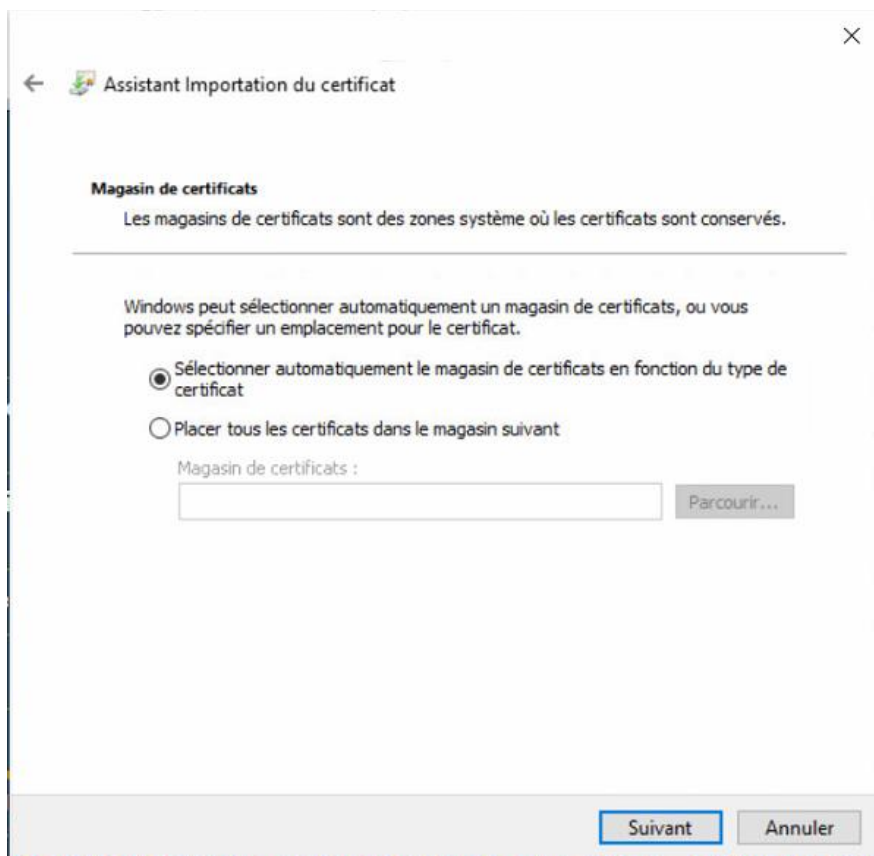 Assistant Importation du certificat
Magasin de certificats
Les magasins de certificats sont des zones système où les certificats sont conservés.
Windows peut sélectionner automatiquement un magasin de certificats, ou vous
pouvez spécifier un emplacement pour le certificat.
Sélectionner automatiquement le magasin de certificats en fonction du type de
certificat
Placer tous les certificats dans le magasin suivant
Magasin de certificats :
Parcourir...
Suivant
Annuler